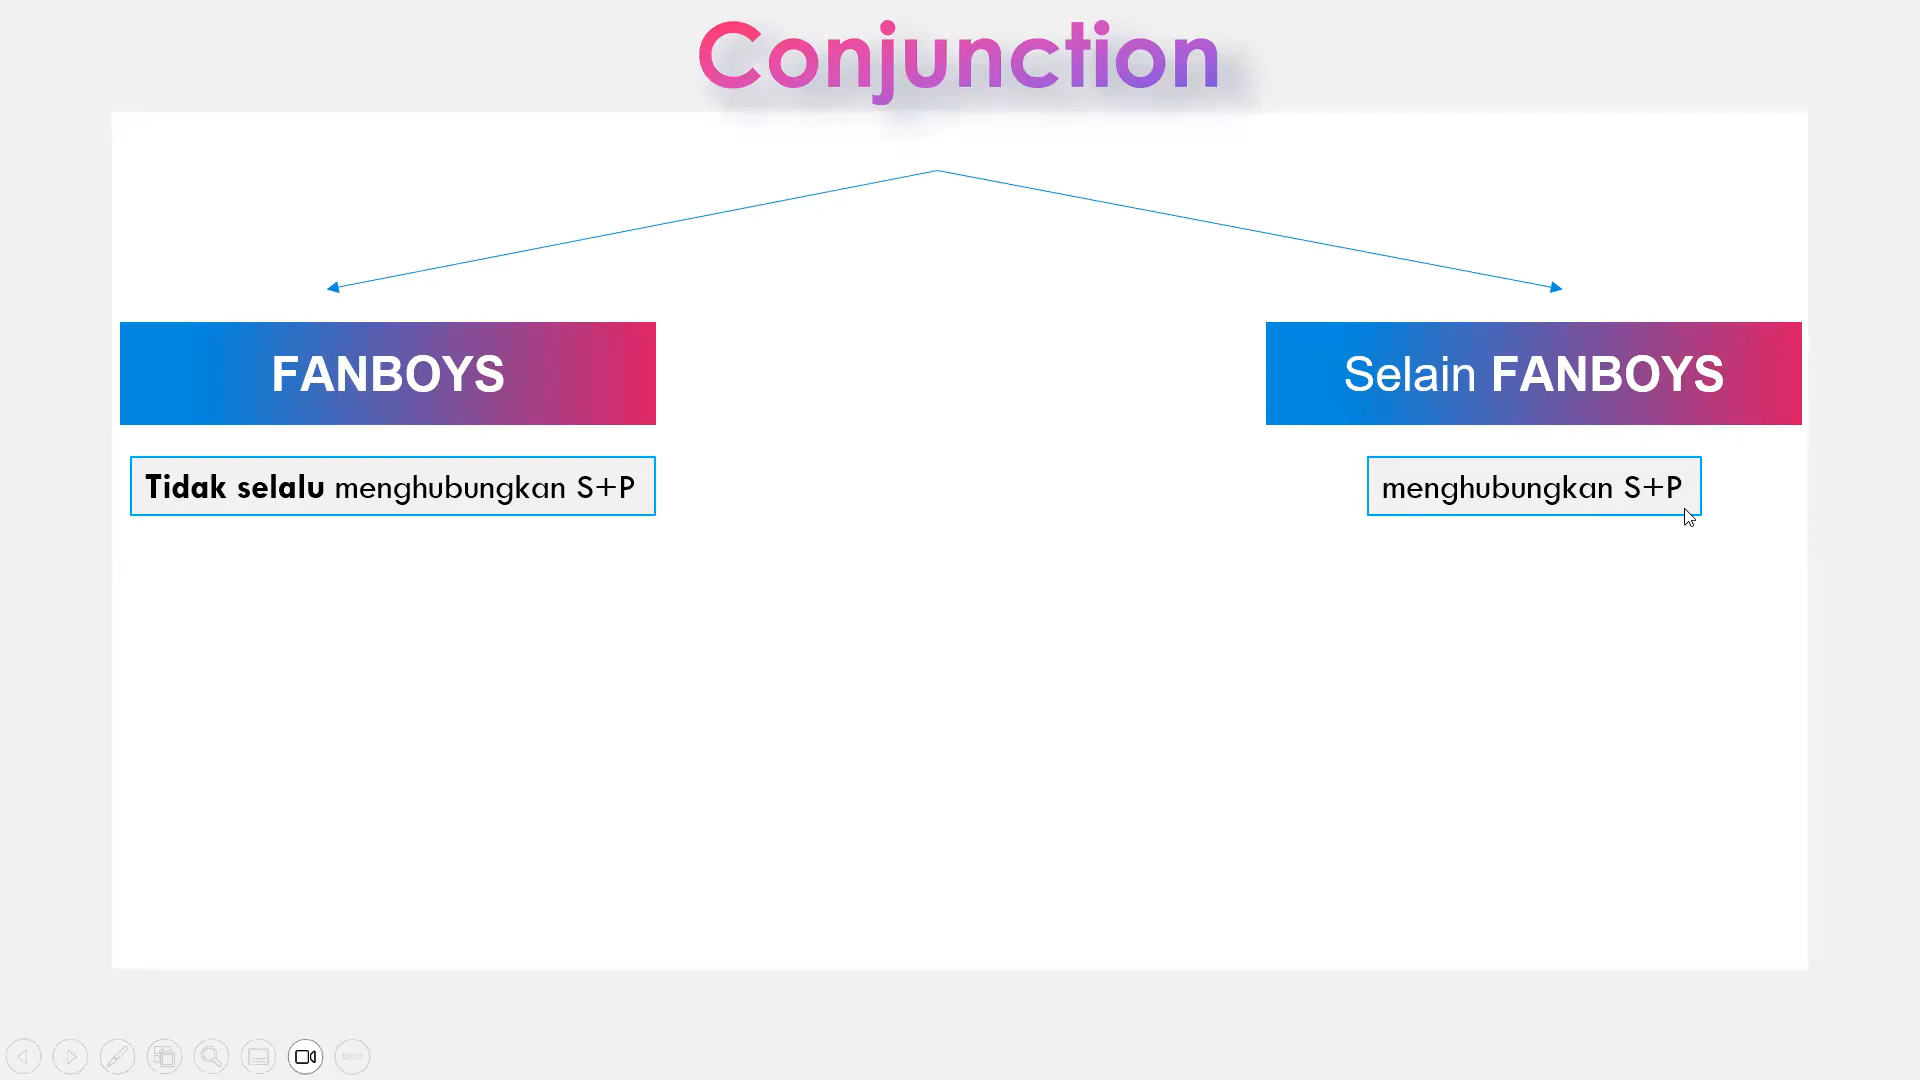 Conjunction
FANBOYS
Selain FANBOYS
Tidak selalu menghubungkan S+P
menghubungkan S+P